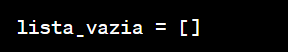 lista_vazia = []